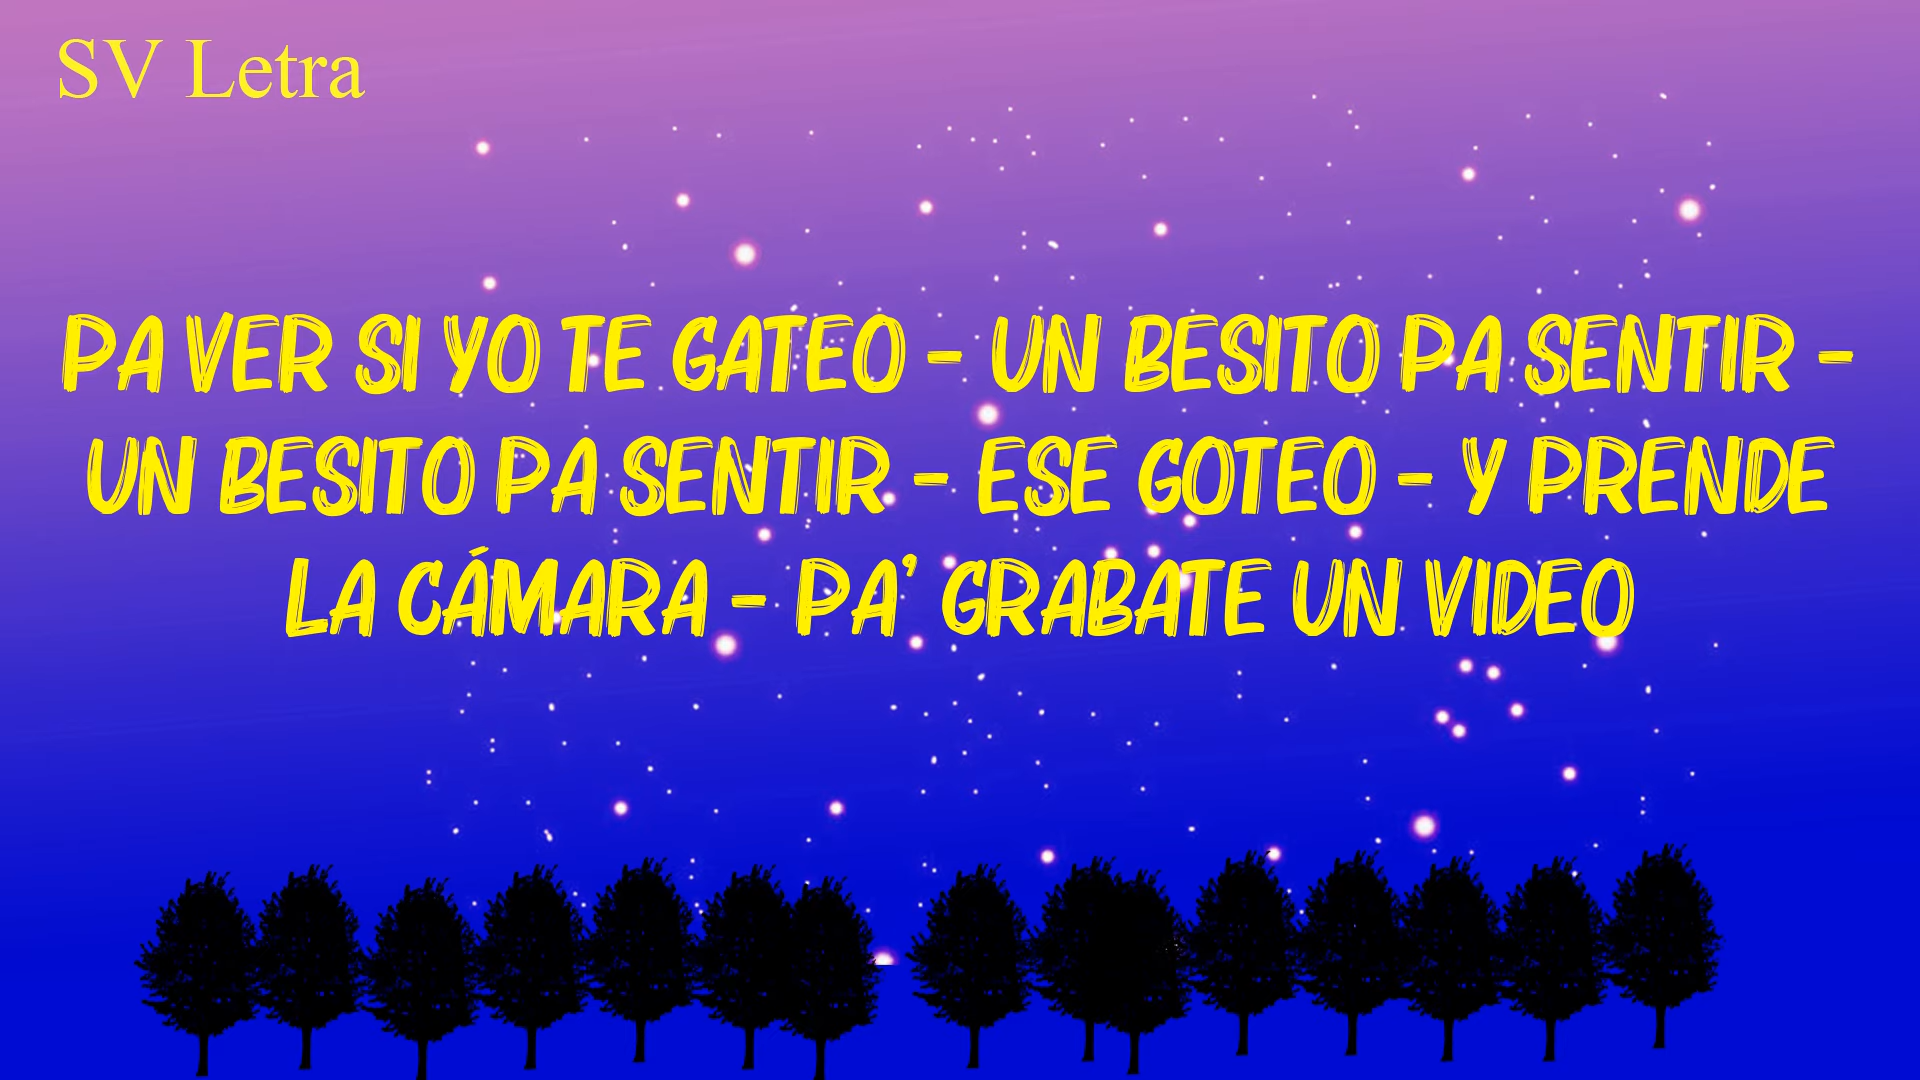 SV Letra
PA VER SI YO TE GATEO - UN BESITO PA SENTIR -
UN BESITO PA SENTIR - ESE GOTEO - Y PRENDE
LA CÁMARA - PA' GRABATE UN VIDEO